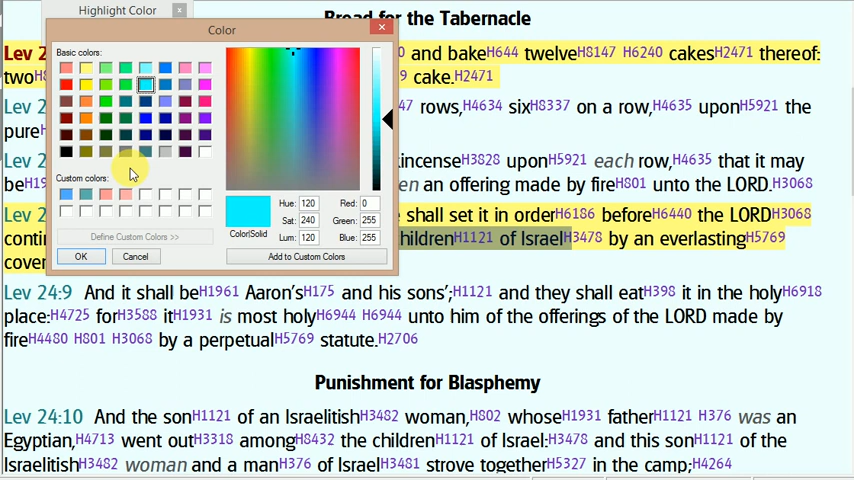 Highlight Color x
Bread for the Tabernacle
Color
Basic colors:
Custom colors:
Define Custom Colors >>
OK Cancel
Color|Solid
Hue: 120 Red: 0
Sat: 240 Green: 255
Lum: 120 Blue: 255
Add to Custom Colors
Lev 2 0 and bakeH644 twelveH8147 H6240 cakesH2471 thereof:
twoH8 9 cake.H2471
Lev 2 47 rows,H4634 sixH8337 on a row,H4635 uponH5921 the
pureH
Lev 2 incenseH3828 uponH5921 each row,H4635 that it may
beH19 en an offering made by fireH801 unto the LORD.H3068
Lev 2 e shall set it in orderH6186 beforeH6440 the LORDH3068
contin childrenH1121 of IsraelH3478 by an everlastingH5769
cover
Lev 24:9 And it shall beH1961 Aaron'sH175 and his sons';H1121 and they shall eatH398 it in the holyH6918
place:H4725 forH3588 itH1931 is most holyH6944 H6944 unto him of the offerings of the LORD made by
fireH4480 H801 H3068 by a perpetualH5769 statute.H2706
Punishment for Blasphemy
Lev 24:10 And the sonH1121 of an IsraelitishH3482 woman,H802 whoseH1931 fatherH1121 H376 was an
Egyptian,H4713 went outH3318 amongH8432 the childrenH1121 of Israel:H3478 and this sonH1121 of the
IsraelitishH3482 woman and a manH376 of IsraelH3481 strove togetherH5327 in the camp;H4264